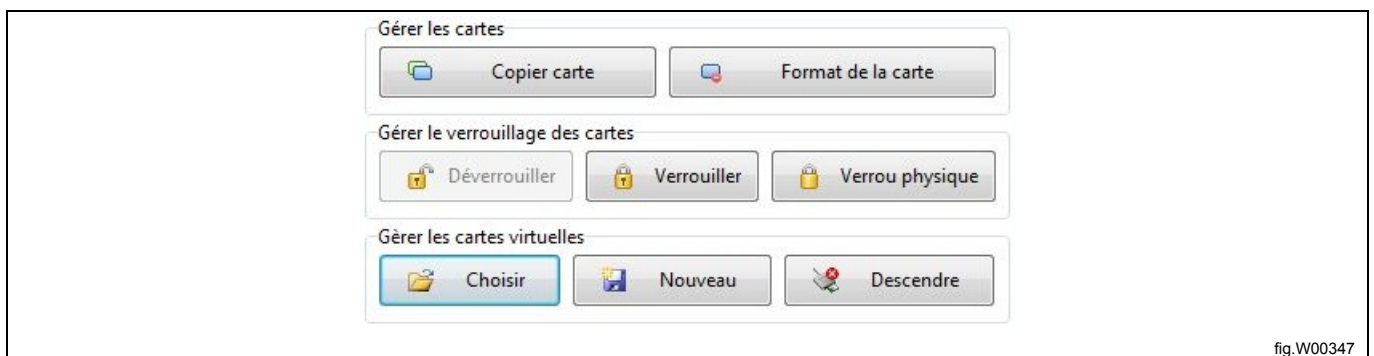 Gérer les cartes
Copier carte Format de la carte
Gérer le verrouillage des cartes
Déverrouiller Verrouiller Verrou physique
Gèrer les cartes virtuelles
Choisir Nouveau Descendre
fig.W00347